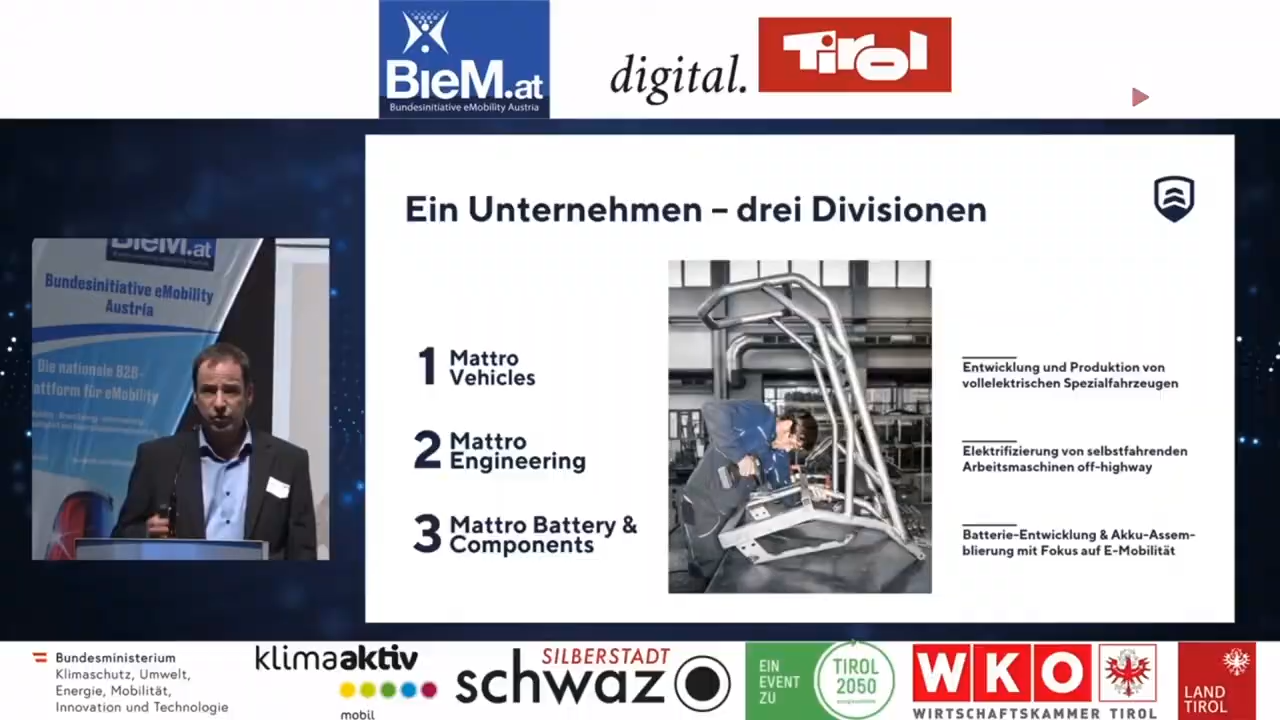 BieM.at
Bundesinitiative eMobility Austria
digital.
Tirol
Ein Unternehmen – drei Divisionen
BieM.at
Bundesinitiative eMobility
Austria
Die nationale B2B-
attform für eMobility
1 Mattro
Vehicles
Entwicklung und Produktion von
vollelektrischen Spezialfahrzeugen
2 Mattro
Engineering
Elektrifizierung von selbstfahrenden
Arbeitsmaschinen off-highway
3 Mattro Battery &
Components
Batterie-Entwicklung & Akku-Assem-
blierung mit Fokus auf E-Mobilität
Bundesministerium
Klimaschutz, Umwelt,
Energie, Mobilität,
Innovation und Technologie
klimaaktiv
mobil
SILBERSTADT
schwaz
EIN
EVENT
ZU
TIROL
2050
WKO
WIRTSCHAFTSKAMMER TIROL
LAND
TIROL